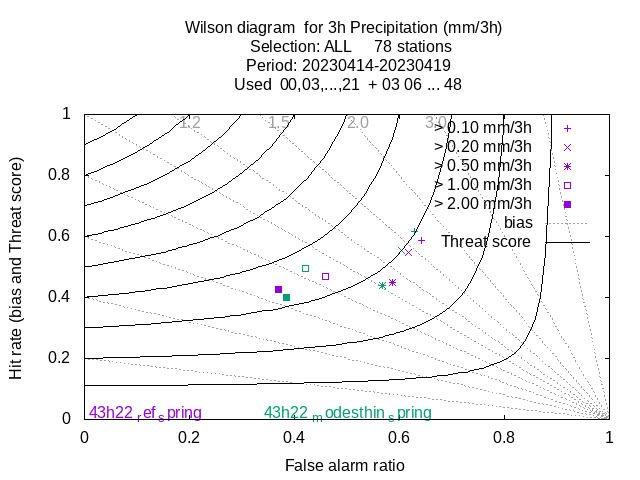 Wilson diagram  for 3h Precipitation (mm/3h)
Selection: ALL     78 stations
Period: 20230414-20230419
Used  00,03,...,21  + 03 06 ... 48
1.2 1.5 2.0 3.0
> 0.10 mm/3h
> 0.20 mm/3h
> 0.50 mm/3h
> 1.00 mm/3h
> 2.00 mm/3h
bias
Threat score
Hit rate (bias and Threat score)
1
0.8
0.6
0.4
0.2
0
43h22refspring 43h22modesthinspring
0 0.2 0.4 0.6 0.8 1
False alarm ratio